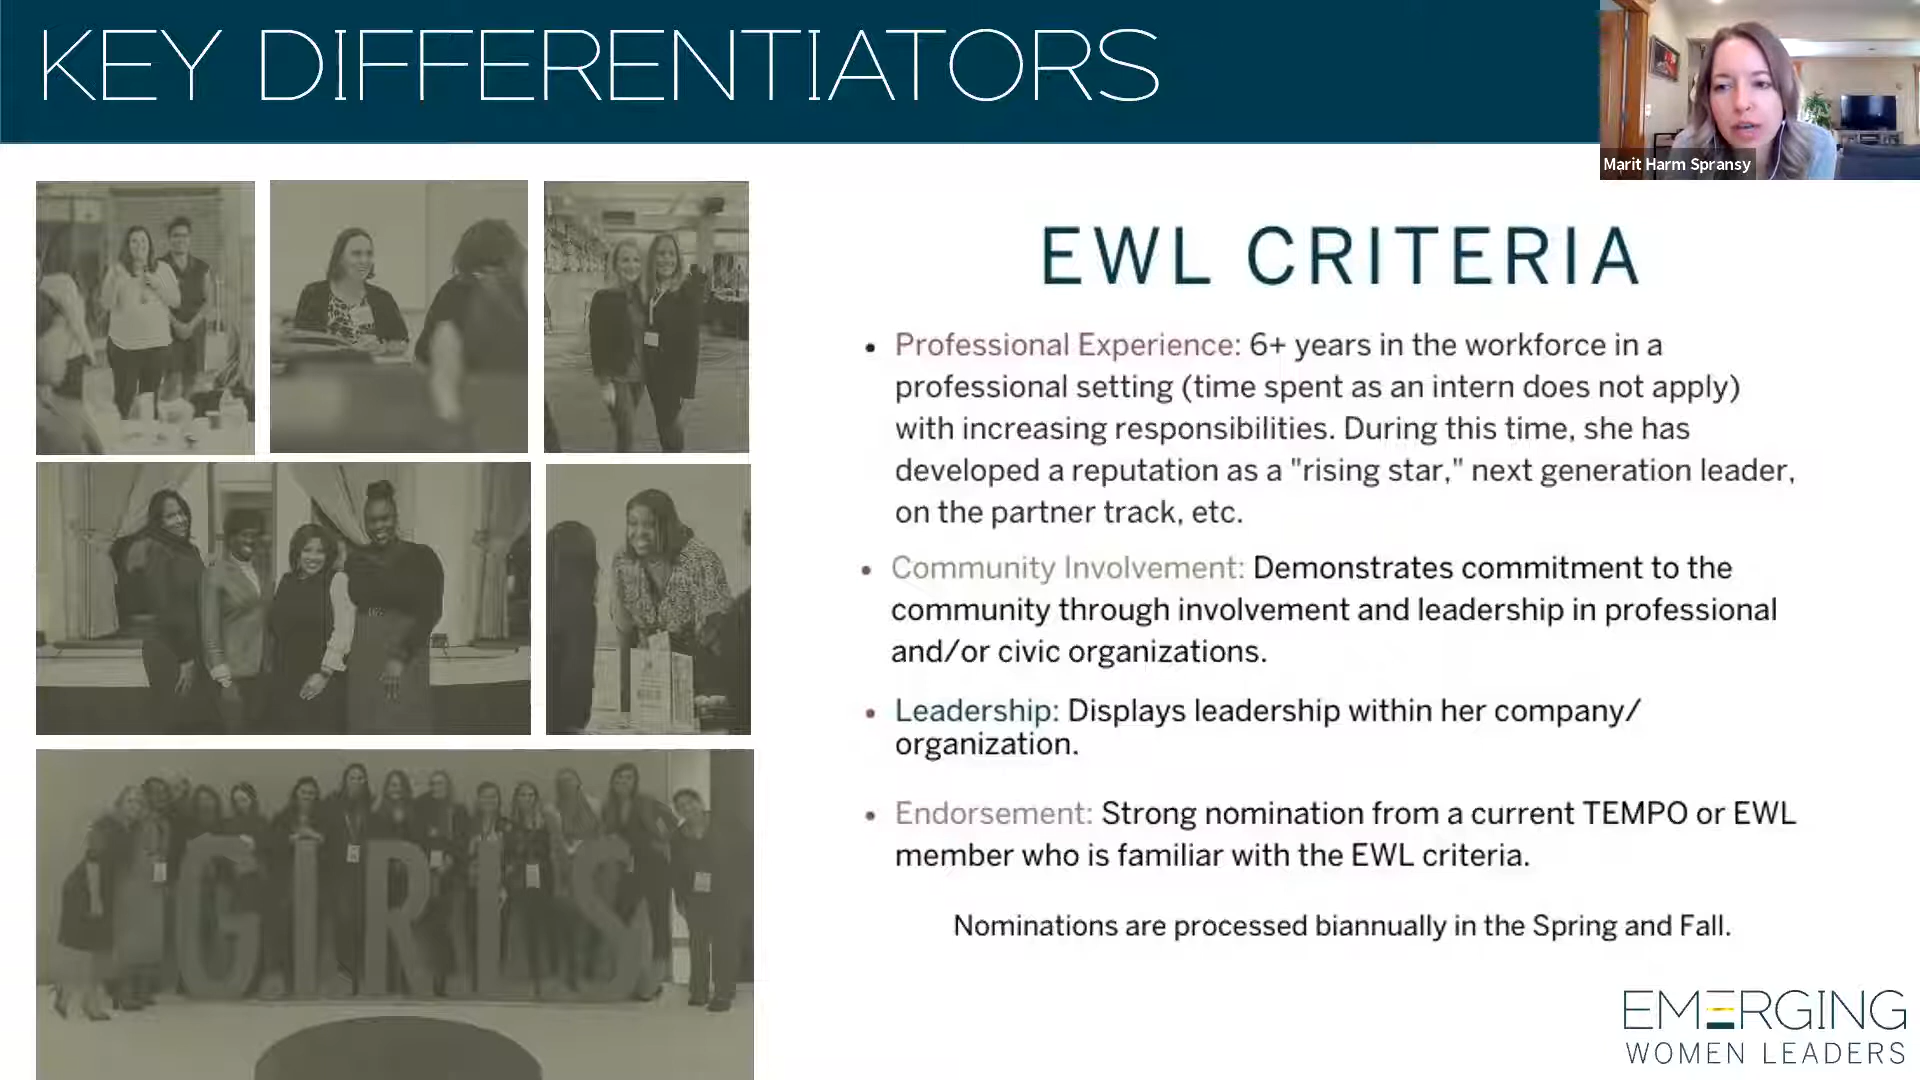 KEY DIFFERENTIATORS
Marit Harm Spransy
EWL CRITERIA
• Professional Experience: 6+ years in the workforce in a
professional setting (time spent as an intern does not apply)
with increasing responsibilities. During this time, she has
developed a reputation as a "rising star," next generation leader,
on the partner track, etc.
• Community Involvement: Demonstrates commitment to the
community through involvement and leadership in professional
and/or civic organizations.
• Leadership: Displays leadership within her company/
organization.
• Endorsement: Strong nomination from a current TEMPO or EWL
member who is familiar with the EWL criteria.
Nominations are processed biannually in the Spring and Fall.
G.I.R.L.S
EMERGING
WOMEN LEADERS